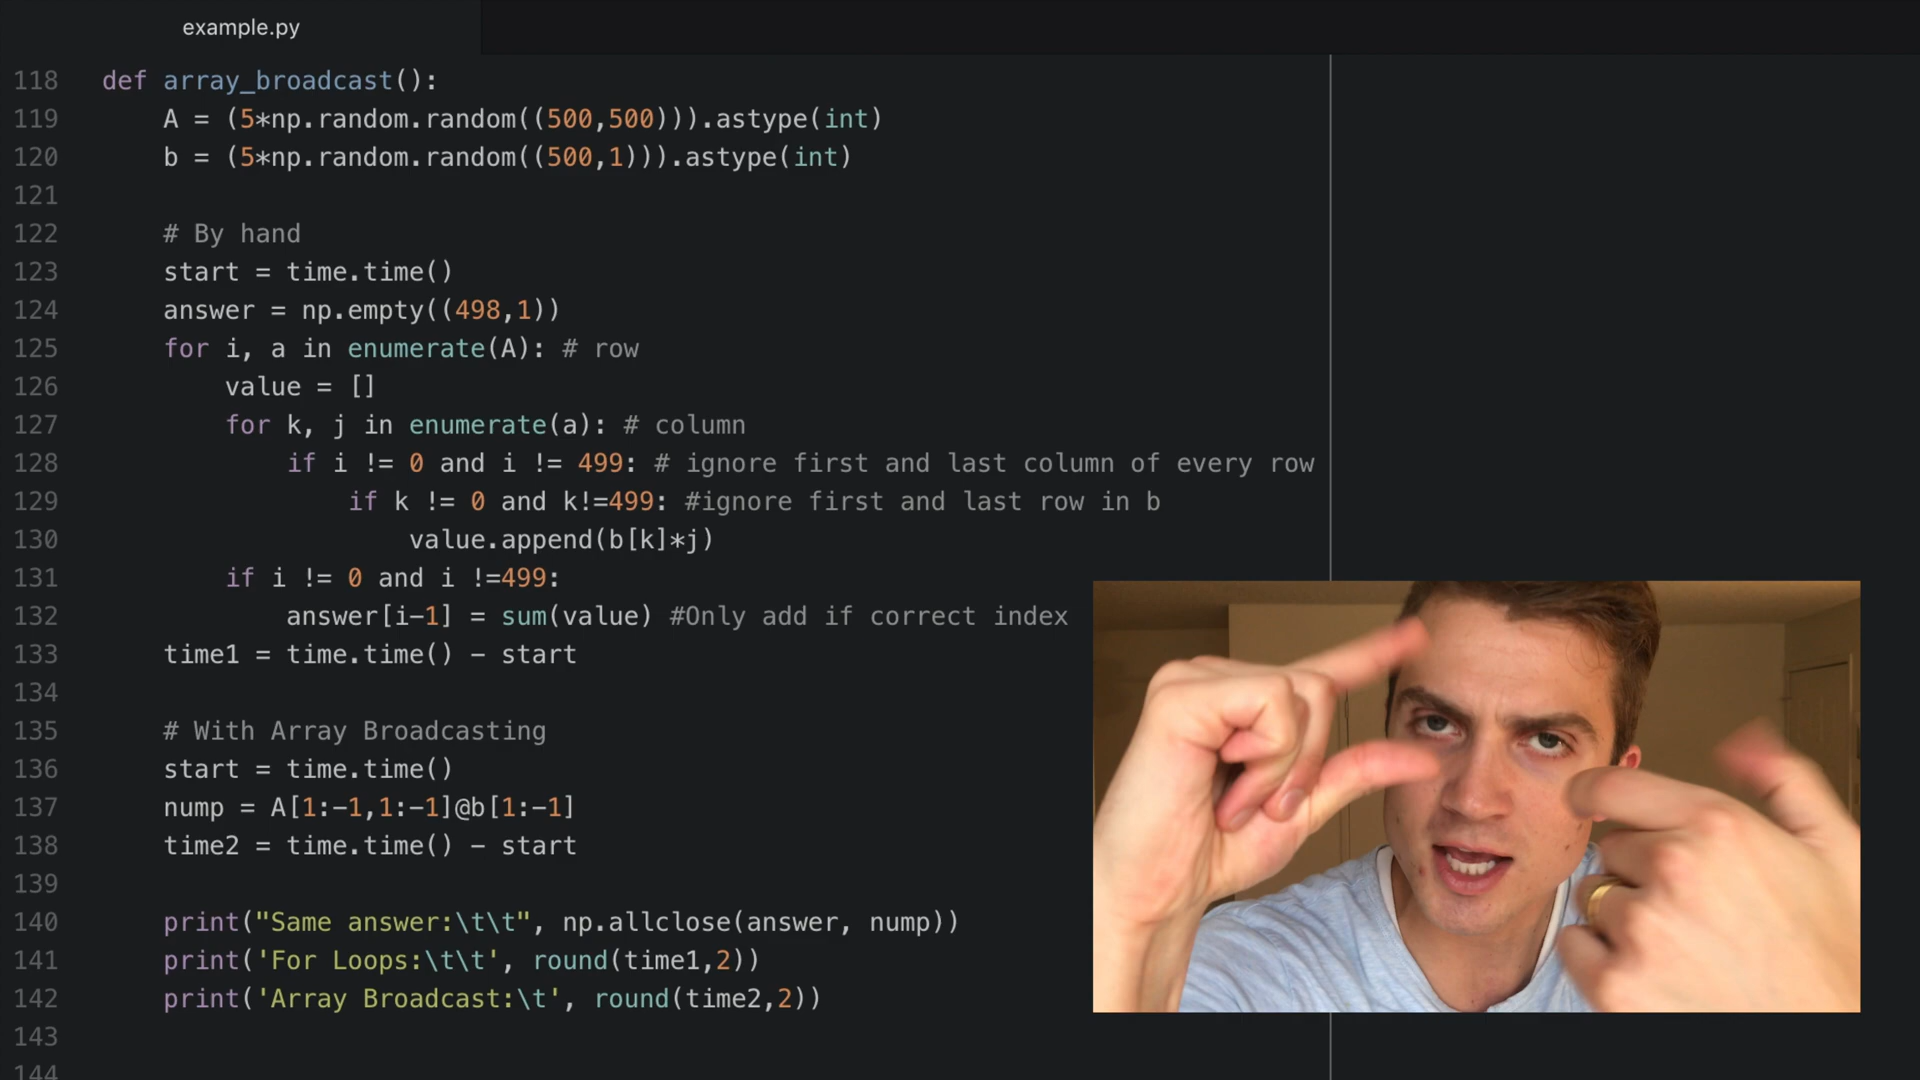 example.py
118 def array_broadcast():
119 A = (5*np.random.random((500,500))).astype(int)
120 b = (5*np.random.random((500,1))).astype(int)
121
122 # By hand
123 start = time.time()
124 answer = np.empty((498,1))
125 for i, a in enumerate(A): # row
126 value = []
127 for k, j in enumerate(a): # column
128 if i != 0 and i != 499: # ignore first and last column of every row
129 if k != 0 and k!=499: #ignore first and last row in b
130 value.append(b[k]*j)
131 if i != 0 and i !=499:
132 answer[i-1] = sum(value) #Only add if correct index
133 time1 = time.time() - start
134
135 # With Array Broadcasting
136 start = time.time()
137 nump = A[1:-1,1:-1]@b[1:-1]
138 time2 = time.time() - start
139
140 print("Same answer:\t\t", np.allclose(answer, nump))
141 print('For Loops:\t\t', round(time1,2))
142 print('Array Broadcast:\t', round(time2,2))
143
144